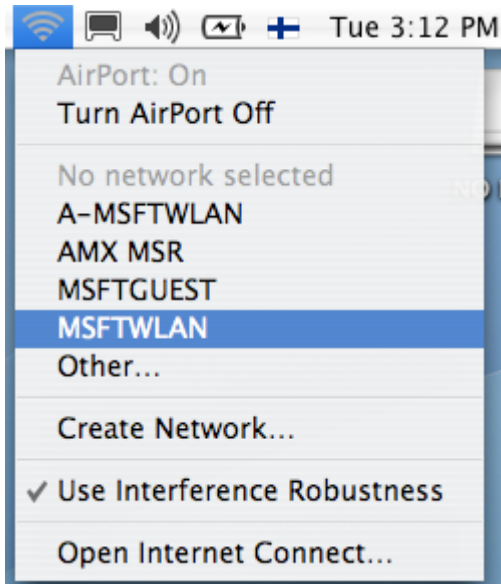 Tue 3:12 PM
AirPort: On
Turn AirPort Off
No network selected
A-MSFTWLAN
AMX MSR
MSFTGUEST
MSFTWLAN
Other...
Create Network...
✓ Use Interference Robustness
Open Internet Connect...